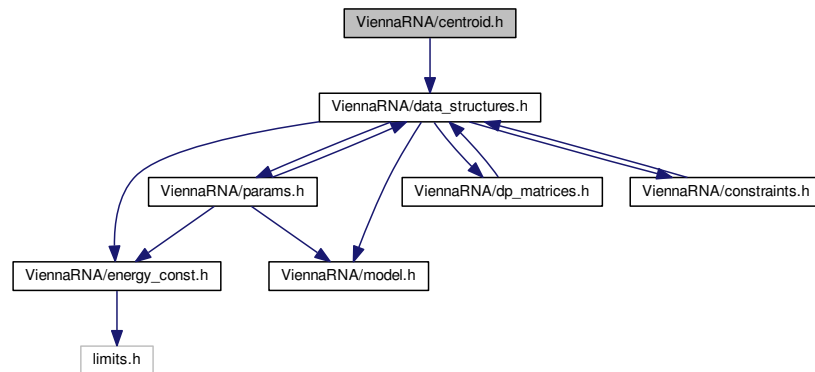 ViennaRNA/centroid.h
ViennaRNA/data_structures.h
ViennaRNA/params.h
ViennaRNA/dp_matrices.h
ViennaRNA/constraints.h
ViennaRNA/energy_const.h
ViennaRNA/model.h
limits.h